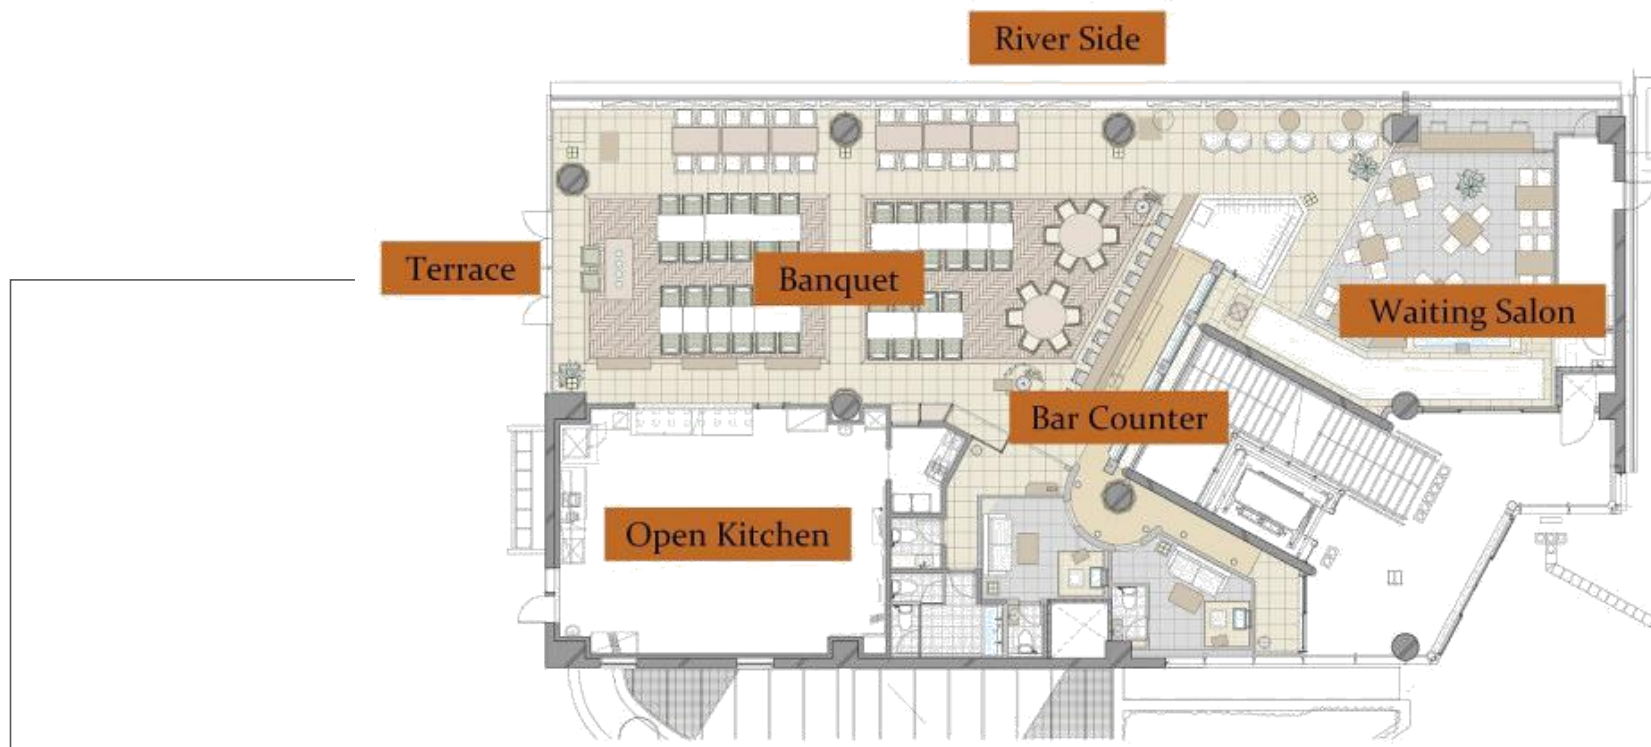 River Side
Terrace
Banquet
Waiting Salon
Bar Counter
Open Kitchen